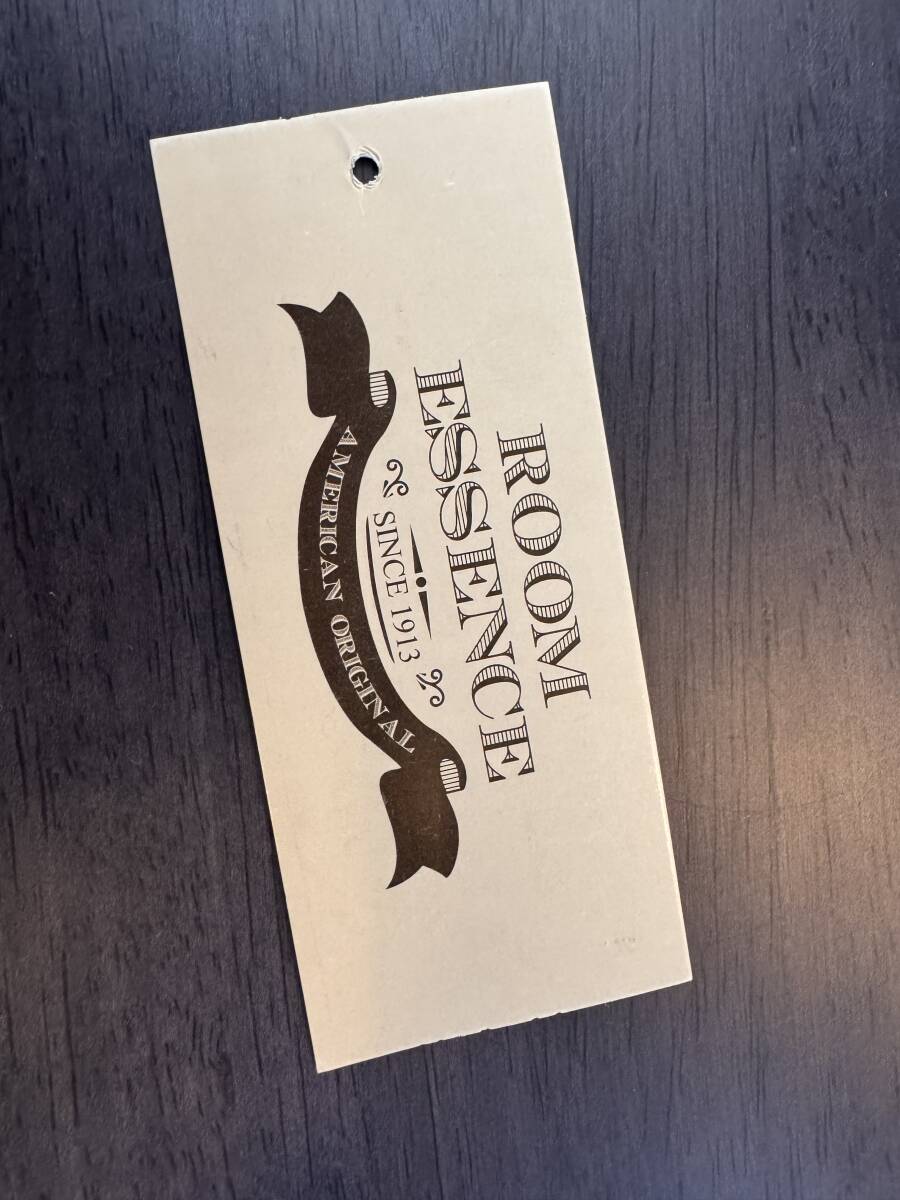 ROOM
ESSENCE
SINCE 1913
AMERICAN ORIGINAL